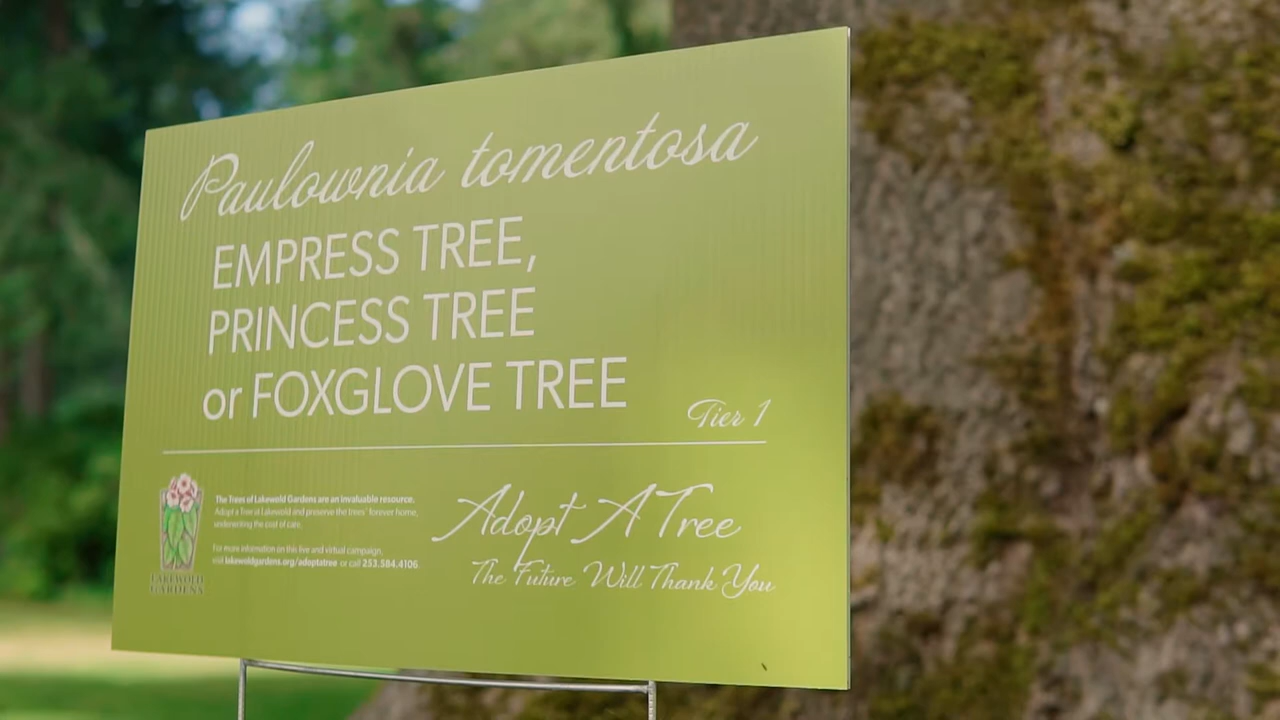 Paulownia tomentosa
EMPRESS TREE,
PRINCESS TREE
or FOXGLOVE TREE
Tier 1
LAKEWOLD
GARDENS
The Trees of Lakewold Gardens are an invaluable resource.
Adopt a Tree at Lakewold and preserve the trees' forever home,
underwriting the cost of care.
For more information on this live and virtual campaign,
visit lakewoldgardens.org/adoptatree or call 253.584.4106.
Adopt A Tree
The Future Will Thank You